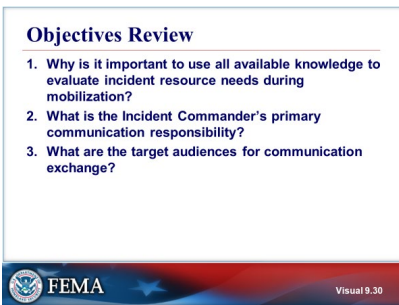 Objectives Review
1. Why is it important to use all available knowledge to
evaluate incident resource needs during
mobilization?
2. What is the Incident Commander's primary
communication responsibility?
3. What are the target audiences for communication
exchange?
FEMA
Visual 9.30